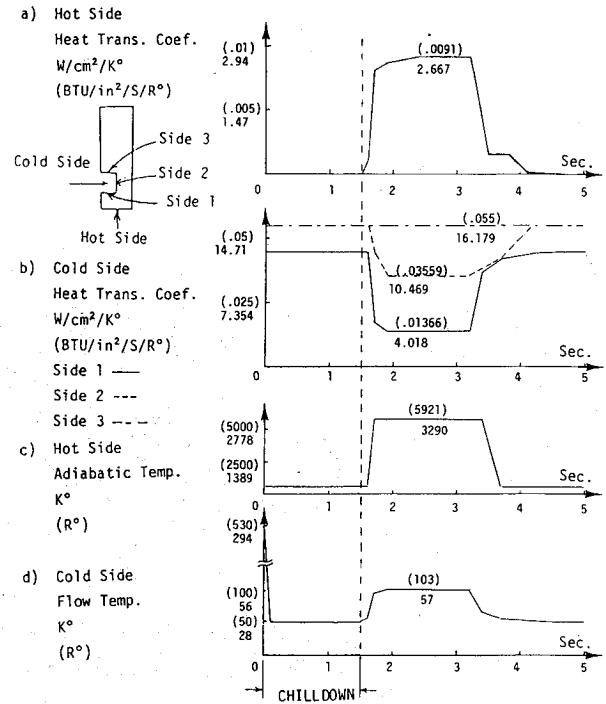 a) Hot Side
Heat Trans. Coef.
W/cm²/K°
(BTU/in²/S/R°)
Side 3
Cold Side
Side 2
Side 1
Hot Side
(.01)
2.94
(.0091)
2.667
(.005)
1.47
Sec.
0 1 2 3 4 5
b) Cold Side
Heat Trans. Coef.
W/cm²/K°
(BTU/in²/S/R°)
Side 1 ——
Side 2 ---
Side 3 –--–
(.055)
16.179
(.05)
14.71
(.03559)
10.469
(.025)
7.354
(.01366)
4.018
Sec.
0 1 2 3 4 5
c) Hot Side
Adiabatic Temp.
K°
(R°)
(5921)
3290
(5000)
2778
(2500)
1389
Sec.
0 1 2 3 4 5
d) Cold Side
Flow Temp.
K°
(R°)
(530)
294
(103)
57
(100)
56
(50)
28
Sec.
0 1 2 3 4 5
CHILLDOWN